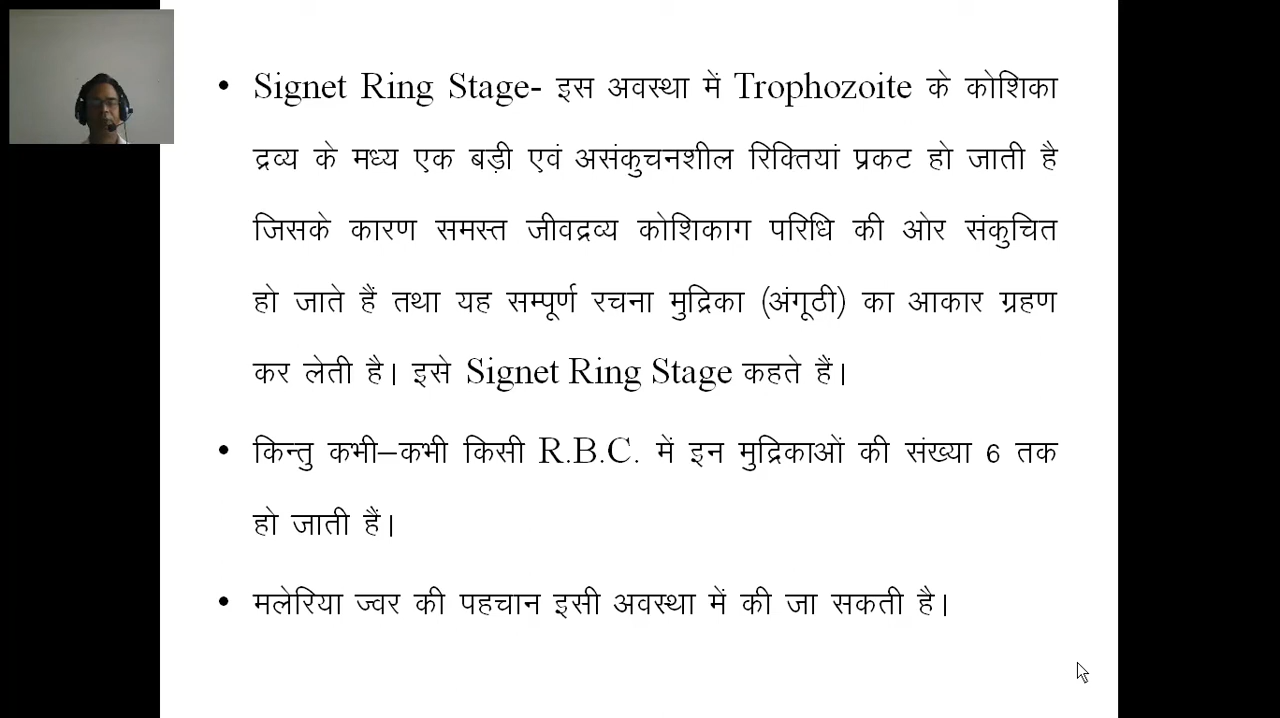 • Signet Ring Stage- इस अवस्था में Trophozoite के कोशिका
द्रव्य के मध्य एक बड़ी एवं असंकुचनशील रिक्तियां प्रकट हो जाती है
जिसके कारण समस्त जीवद्रव्य कोशिकाग परिधि की ओर संकुचित
हो जाते हैं तथा यह सम्पूर्ण रचना मुद्रिका (अंगूठी) का आकार ग्रहण
कर लेती है। इसे Signet Ring Stage कहते हैं।
• किन्तु कभी–कभी किसी R.B.C. में इन मुद्रिकाओं की संख्या 6 तक
हो जाती हैं।
• मलेरिया ज्वर की पहचान इसी अवस्था में की जा सकती है।